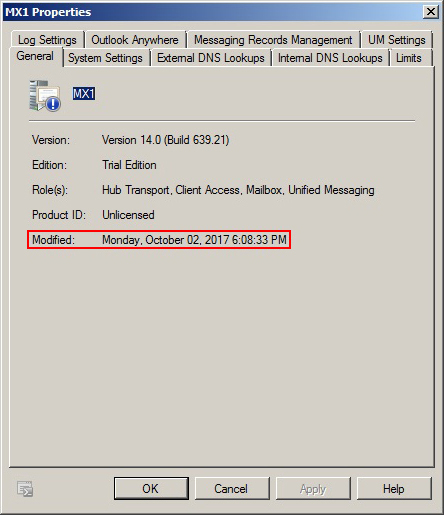 MX1 Properties
Log Settings Outlook Anywhere Messaging Records Management UM Settings
General System Settings External DNS Lookups Internal DNS Lookups Limits
MX1
Version: Version 14.0 (Build 639.21)
Edition: Trial Edition
Role(s): Hub Transport, Client Access, Mailbox, Unified Messaging
Product ID: Unlicensed
Modified: Monday, October 02, 2017 6:08:33 PM
OK Cancel Apply Help